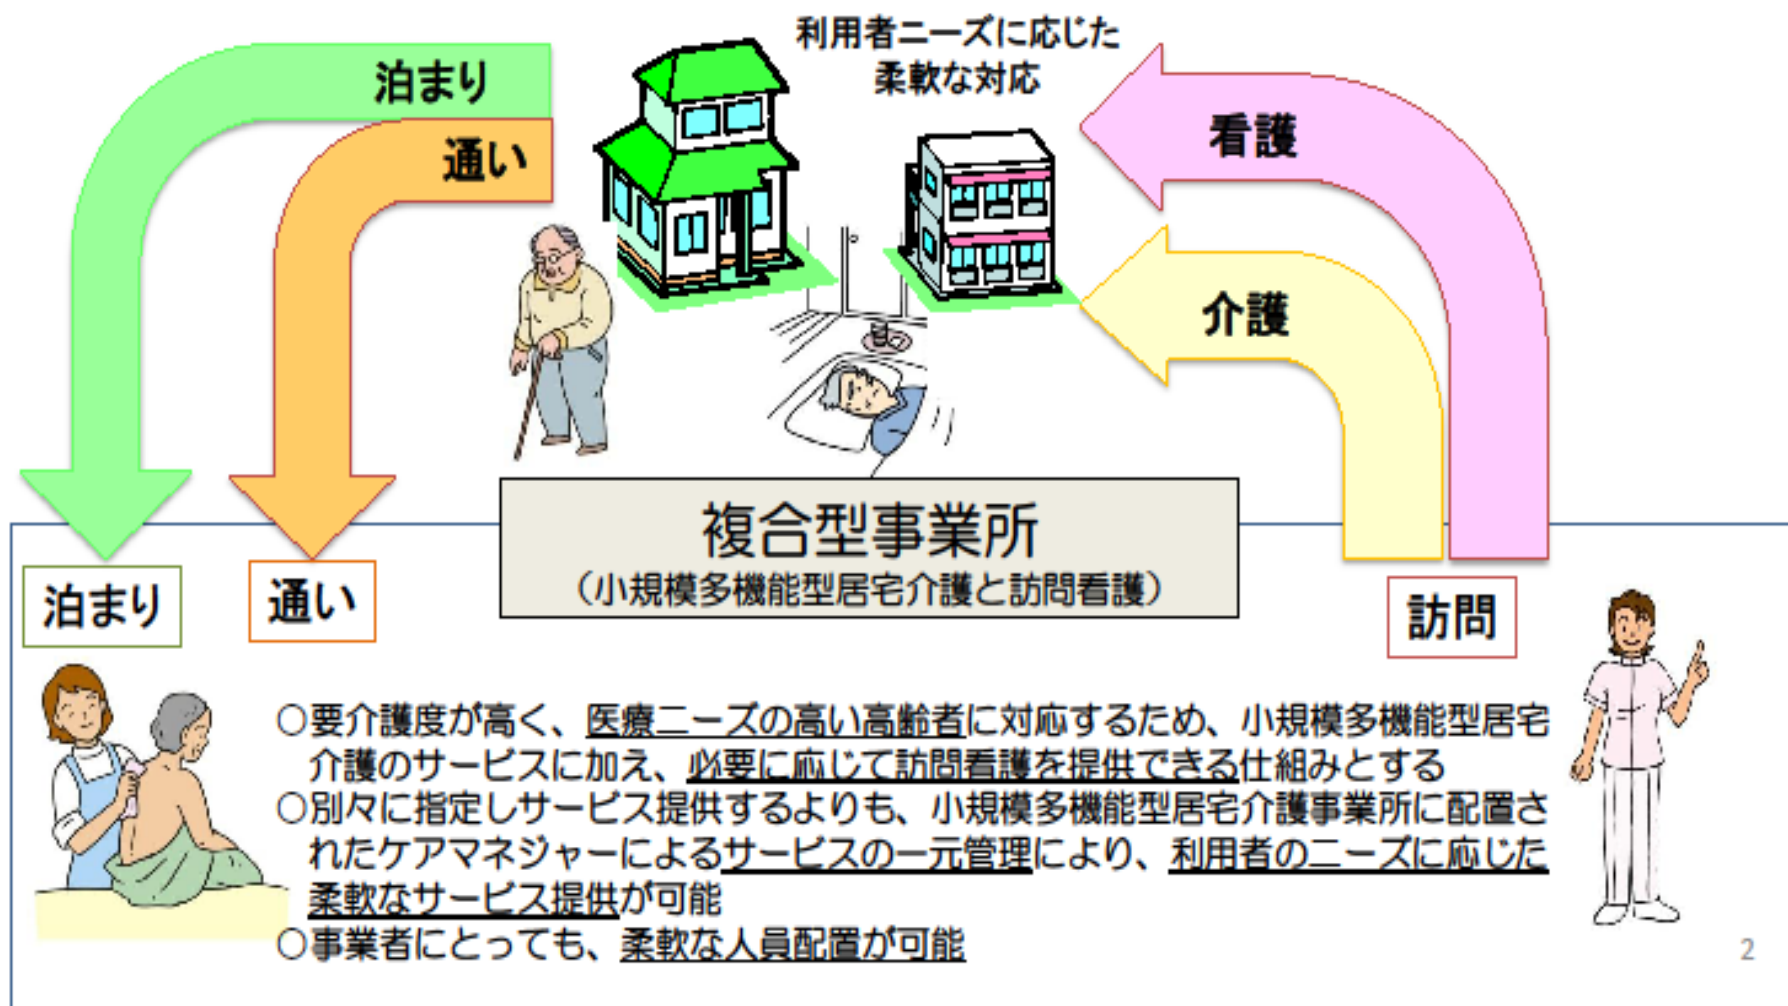 利用者ニーズに応じた
柔軟な対応
泊まり
通い
看護
介護
複合型事業所
（小規模多機能型居宅介護と訪問看護）
泊まり
通い
訪問
○要介護度が高く、医療ニーズの高い高齢者に対応するため、小規模多機能型居宅
介護のサービスに加え、必要に応じて訪問看護を提供できる仕組みとする
○別々に指定しサービス提供するよりも、小規模多機能型居宅介護事業所に配置さ
れたケアマネジャーによるサービスの一元管理により、利用者のニーズに応じた
柔軟なサービス提供が可能
○事業者にとっても、柔軟な人員配置が可能
2